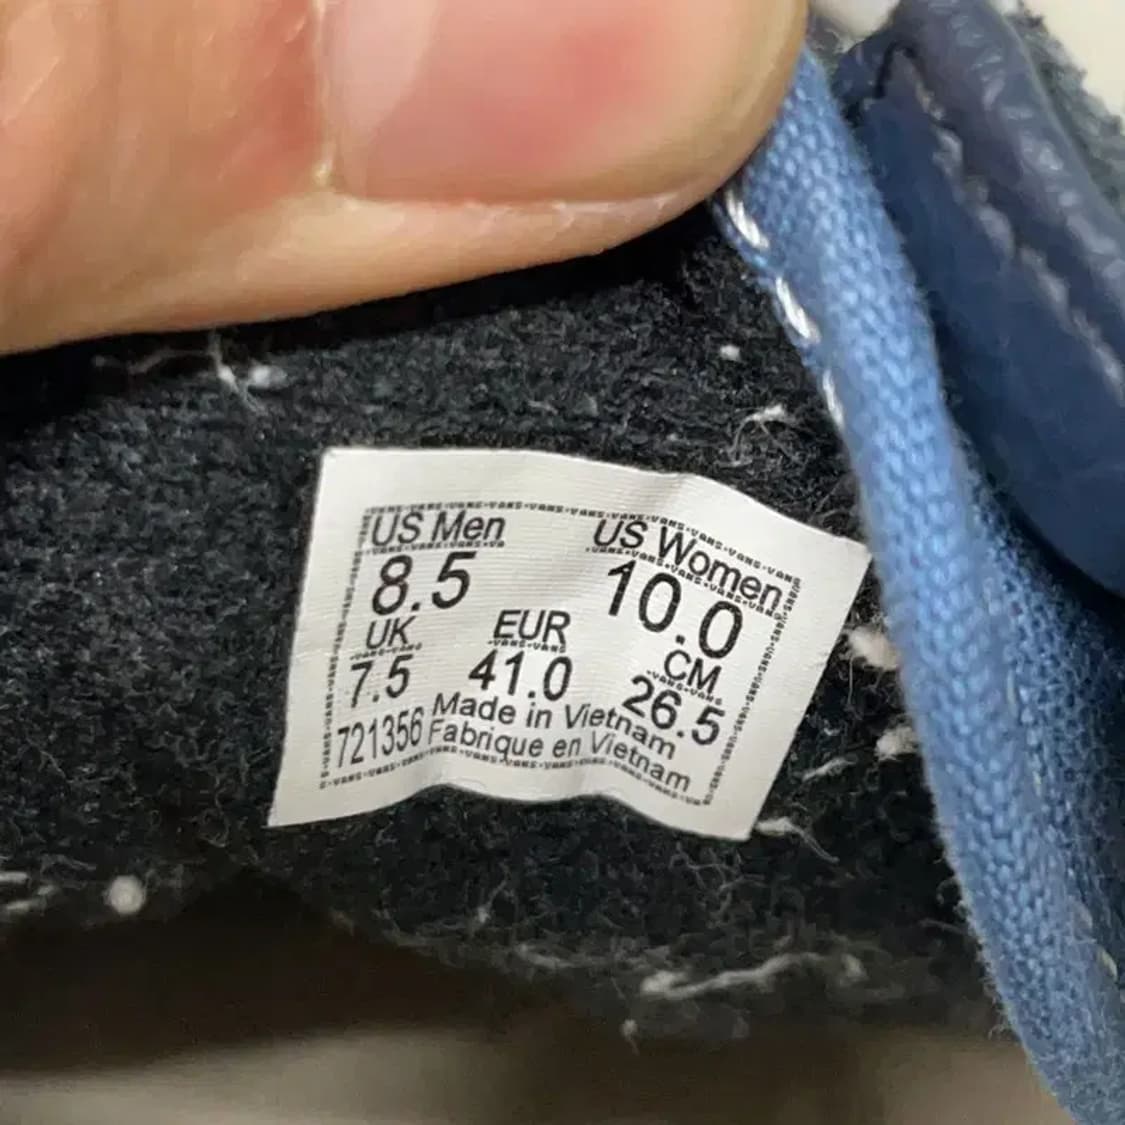 US Men US Women
8.5 10.0
UK EUR CM
7.5 41.0 26.5
721356 Made in Vietnam
Fabrique en Vietnam